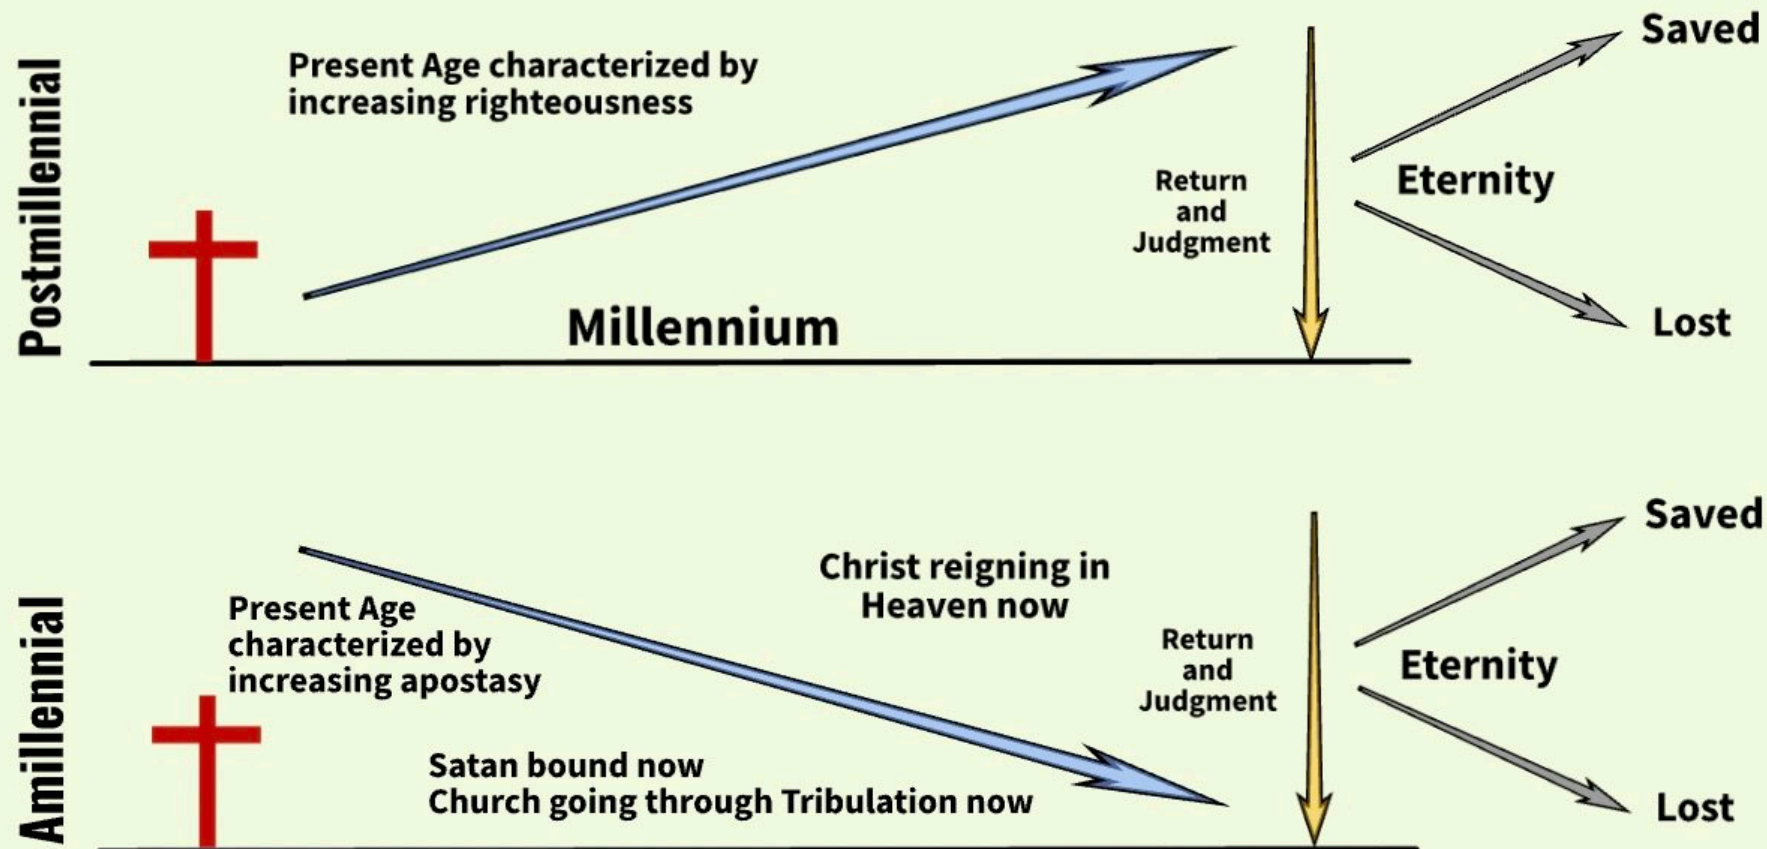 Postmillennial
Present Age characterized by
increasing righteousness
Millennium
Return
and
Judgment
Saved
Eternity
Lost
Amillennial
Present Age
characterized by
increasing apostasy
Christ reigning in
Heaven now
Satan bound now
Church going through Tribulation now
Return
and
Judgment
Saved
Eternity
Lost